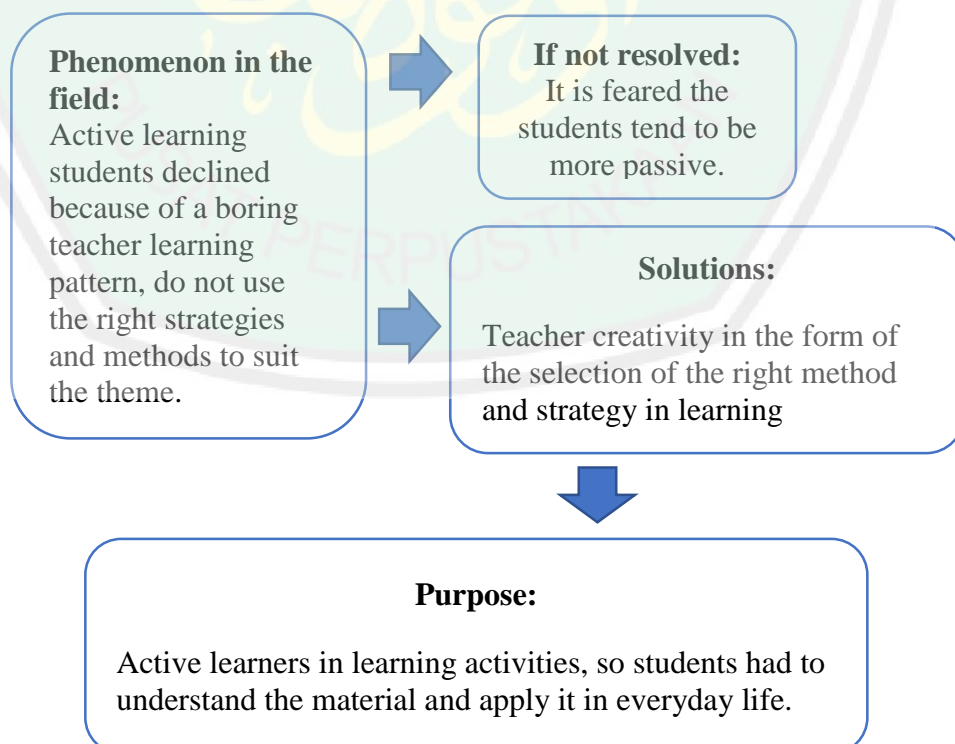 Phenomenon in the
field:
Active learning
students declined
because of a boring
teacher learning
pattern, do not use
the right strategies
and methods to suit
the theme.
If not resolved:
It is feared the
students tend to be
more passive.
Solutions:
Teacher creativity in the form of
the selection of the right method
and strategy in learning
Purpose:
Active learners in learning activities, so students had to
understand the material and apply it in everyday life.
PUSAT PERPUSTAKAAN